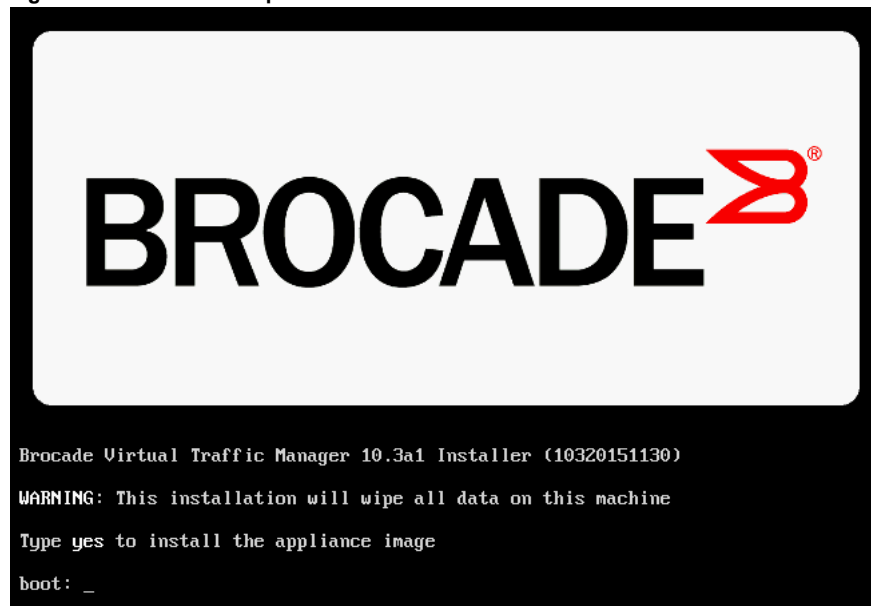 BROCADE®
Brocade Virtual Traffic Manager 10.3a1 Installer (10320151130)
WARNING: This installation will wipe all data on this machine
Type yes to install the appliance image
boot: _